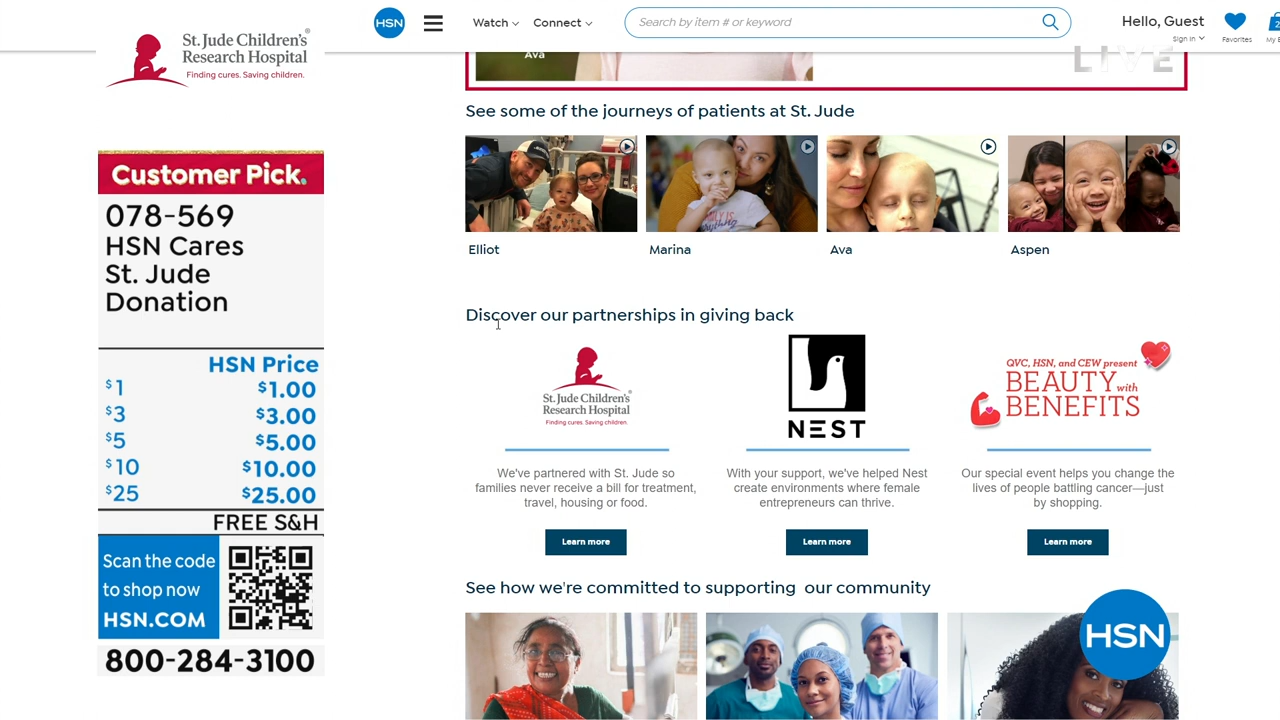 St. Jude Children's®
Research Hospital
Finding cures. Saving children.
Customer Pick.
078-569
HSN Cares
St. Jude
Donation
HSN Price
$1 $1.00
$3 $3.00
$5 $5.00
$10 $10.00
$25 $25.00
FREE S&H
Scan the code
to shop now
HSN.COM
800-284-3100
HSN
Watch
Connect
Search by item # or keyword
Hello, Guest
Sign In
Favorites
LIVE
Ava
See some of the journeys of patients at St. Jude
Elliot
Marina
Ava
Aspen
Discover our partnerships in giving back
St. Jude Children's®
Research Hospital
Finding cures. Saving children.
We've partnered with St. Jude so
families never receive a bill for treatment,
travel, housing or food.
Learn more
NEST
With your support, we've helped Nest
create environments where female
entrepreneurs can thrive.
Learn more
QVC, HSN, and CEW present
BEAUTY with
BENEFITS
Our special event helps you change the
lives of people battling cancer—just
by shopping.
Learn more
See how we're committed to supporting our community
HSN